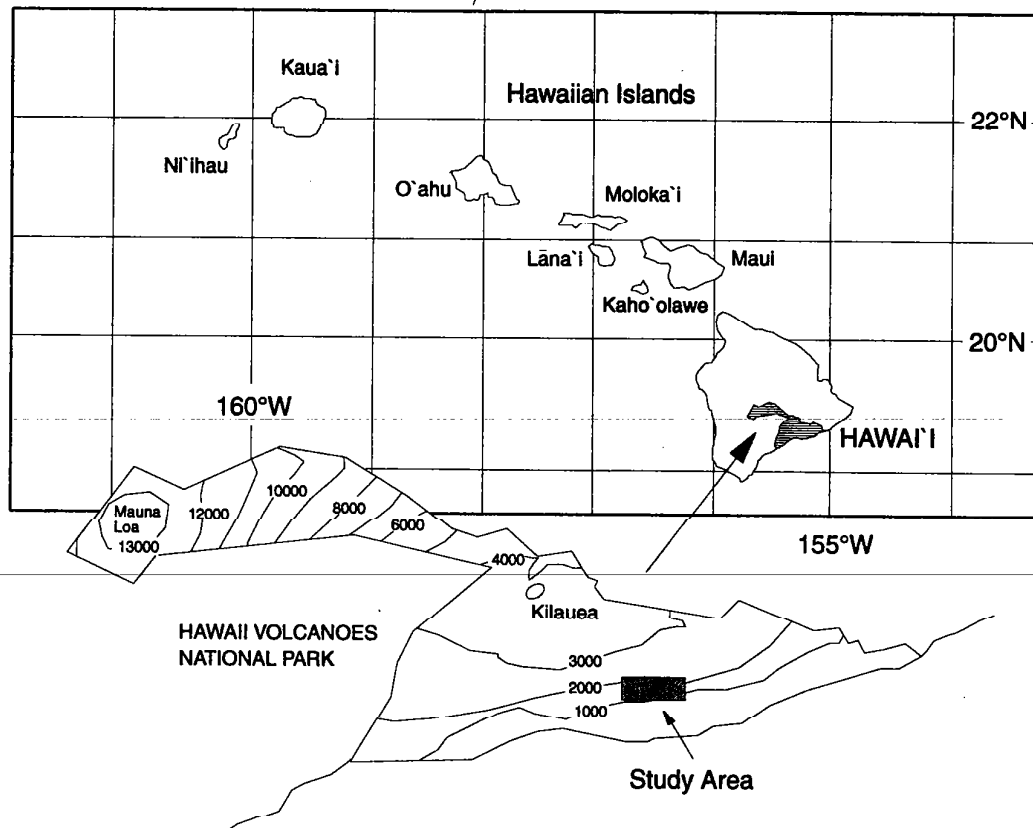 Kaua`i
Hawaiian Islands
22°N
Ni`ihau
O`ahu
Moloka`i
Lāna`i
Maui
Kaho`olawe
20°N
160°W
HAWAI`I
155°W
Mauna
Loa
13000
12000
10000
8000
6000
4000
Kilauea
HAWAII VOLCANOES
NATIONAL PARK
3000
2000
1000
Study Area